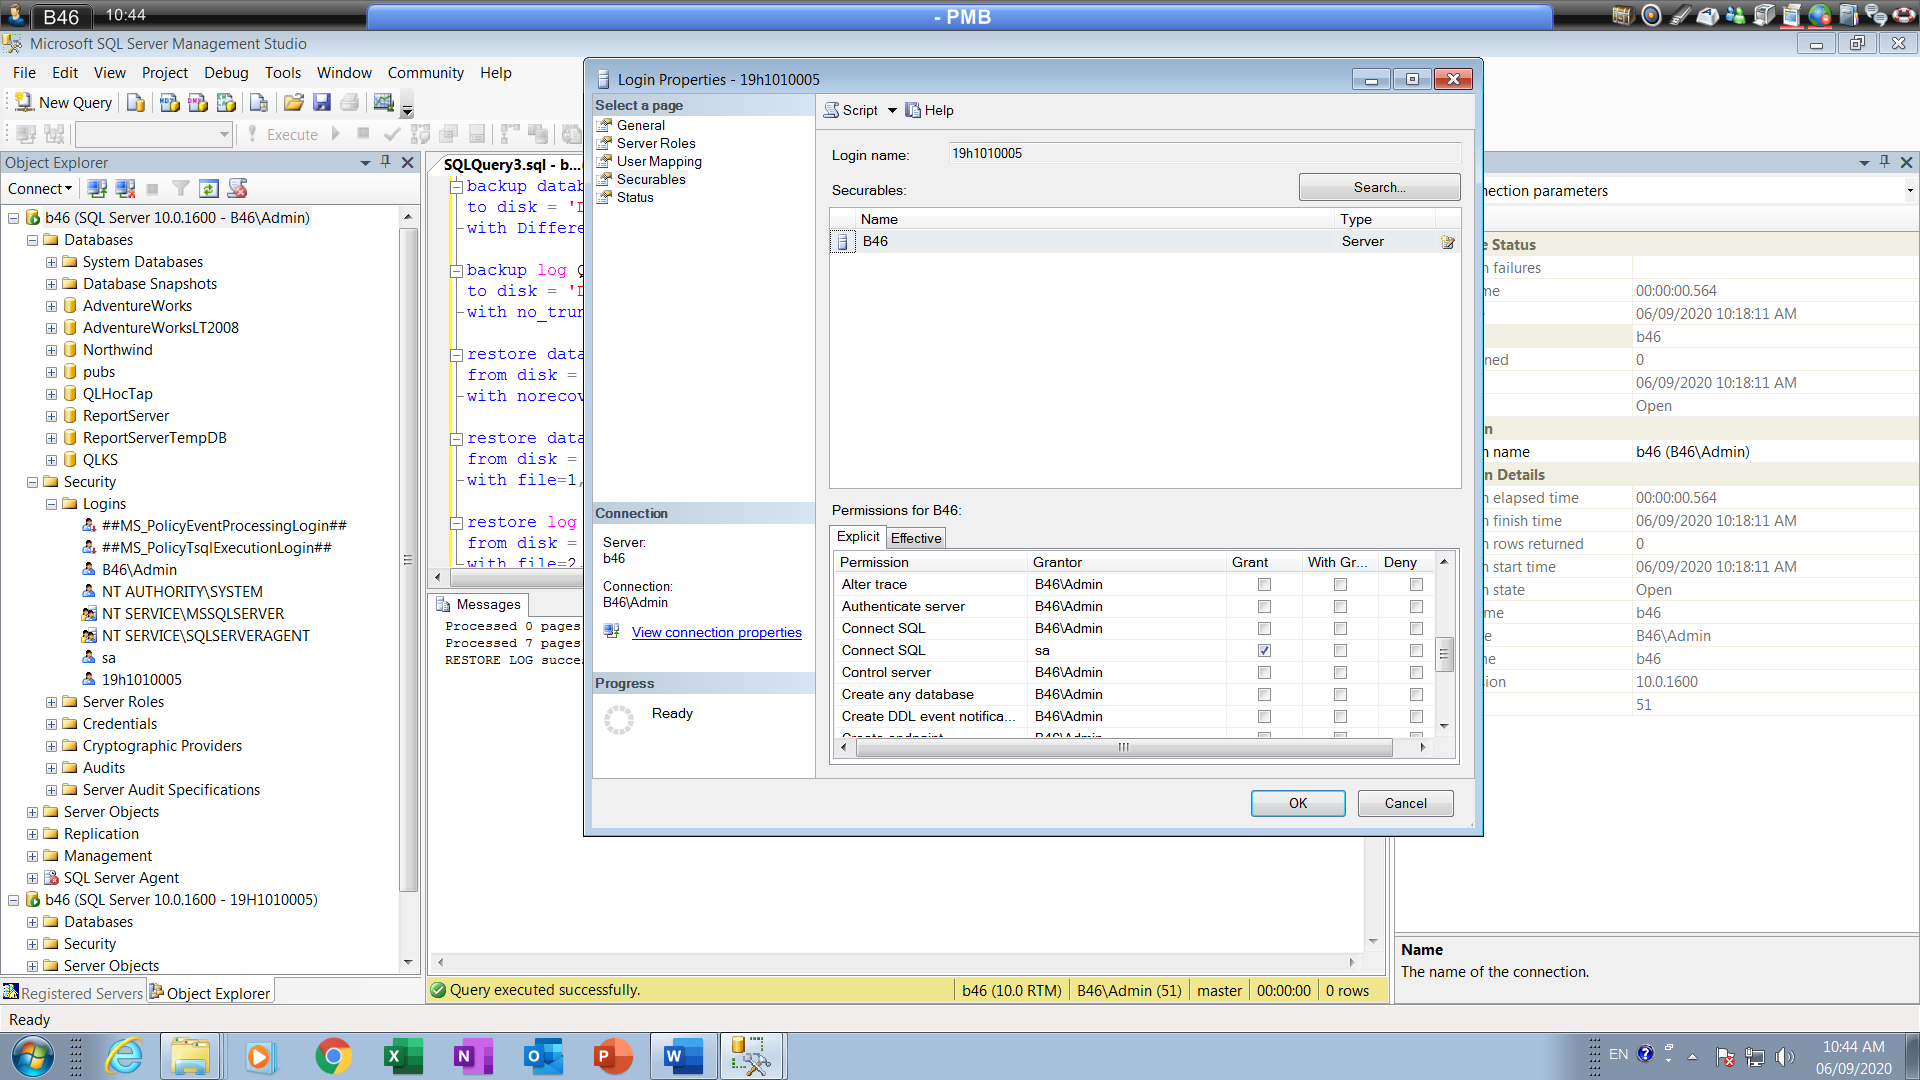 B46 10:44 - PMB
Microsoft SQL Server Management Studio
File Edit View Project Debug Tools Window Community Help
New Query
Execute
Object Explorer
Connect
b46 (SQL Server 10.0.1600 - B46\Admin)
Databases
System Databases
Database Snapshots
AdventureWorks
AdventureWorksLT2008
Northwind
pubs
QLHocTap
ReportServer
ReportServerTempDB
QLKS
Security
Logins
##MS_PolicyEventProcessingLogin##
##MS_PolicyTsqlExecutionLogin##
B46\Admin
NT AUTHORITY\SYSTEM
NT SERVICE\MSSQLSERVER
NT SERVICE\SQLSERVERAGENT
sa
19h1010005
Server Roles
Credentials
Cryptographic Providers
Audits
Server Audit Specifications
Server Objects
Replication
Management
SQL Server Agent
b46 (SQL Server 10.0.1600 - 19H1010005)
Databases
Security
Server Objects
Registered Servers Object Explorer
SQLQuery3.sql - b...
backup datab
to disk = 'D
with Differe
backup log Q
to disk = 'D
with no_trun
restore data
from disk =
with norecov
restore data
from disk =
with file=1,
restore log
from disk =
with file=2,
Messages
Processed 0 pages
Processed 7 pages
RESTORE LOG succes
Query executed successfully. b46 (10.0 RTM) B46\Admin (51) master 00:00:00 0 rows
Login Properties - 19h1010005
Select a page
General
Server Roles
User Mapping
Securables
Status
Connection
Server:
b46
Connection:
B46\Admin
View connection properties
Progress
Ready
Script Help
Login name: 19h1010005
Securables: Search...
Name Type
B46 Server
Permissions for B46:
Explicit Effective
Permission Grantor Grant With Gr... Deny
Alter trace B46\Admin
Authenticate server B46\Admin
Connect SQL B46\Admin
Connect SQL sa
Control server B46\Admin
Create any database B46\Admin
Create DDL event notifica... B46\Admin
Create endpoint B46\Admin
OK Cancel
nection parameters
e Status
n failures
me 00:00:00.564
06/09/2020 10:18:11 AM
b46
ned 0
06/09/2020 10:18:11 AM
Open
n
n name b46 (B46\Admin)
n Details
n elapsed time 00:00:00.564
n finish time 06/09/2020 10:18:11 AM
n rows returned 0
n start time 06/09/2020 10:18:11 AM
n state Open
me b46
e B46\Admin
me b46
sion 10.0.1600
51
Name
The name of the connection.
Ready
EN 10:44 AM
06/09/2020